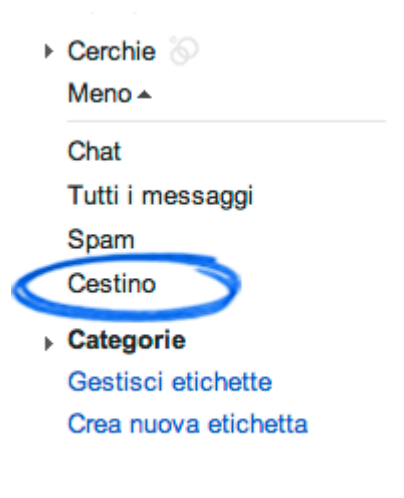 Cerchie
Meno
Chat
Tutti i messaggi
Spam
Cestino
Categorie
Gestisci etichette
Crea nuova etichetta